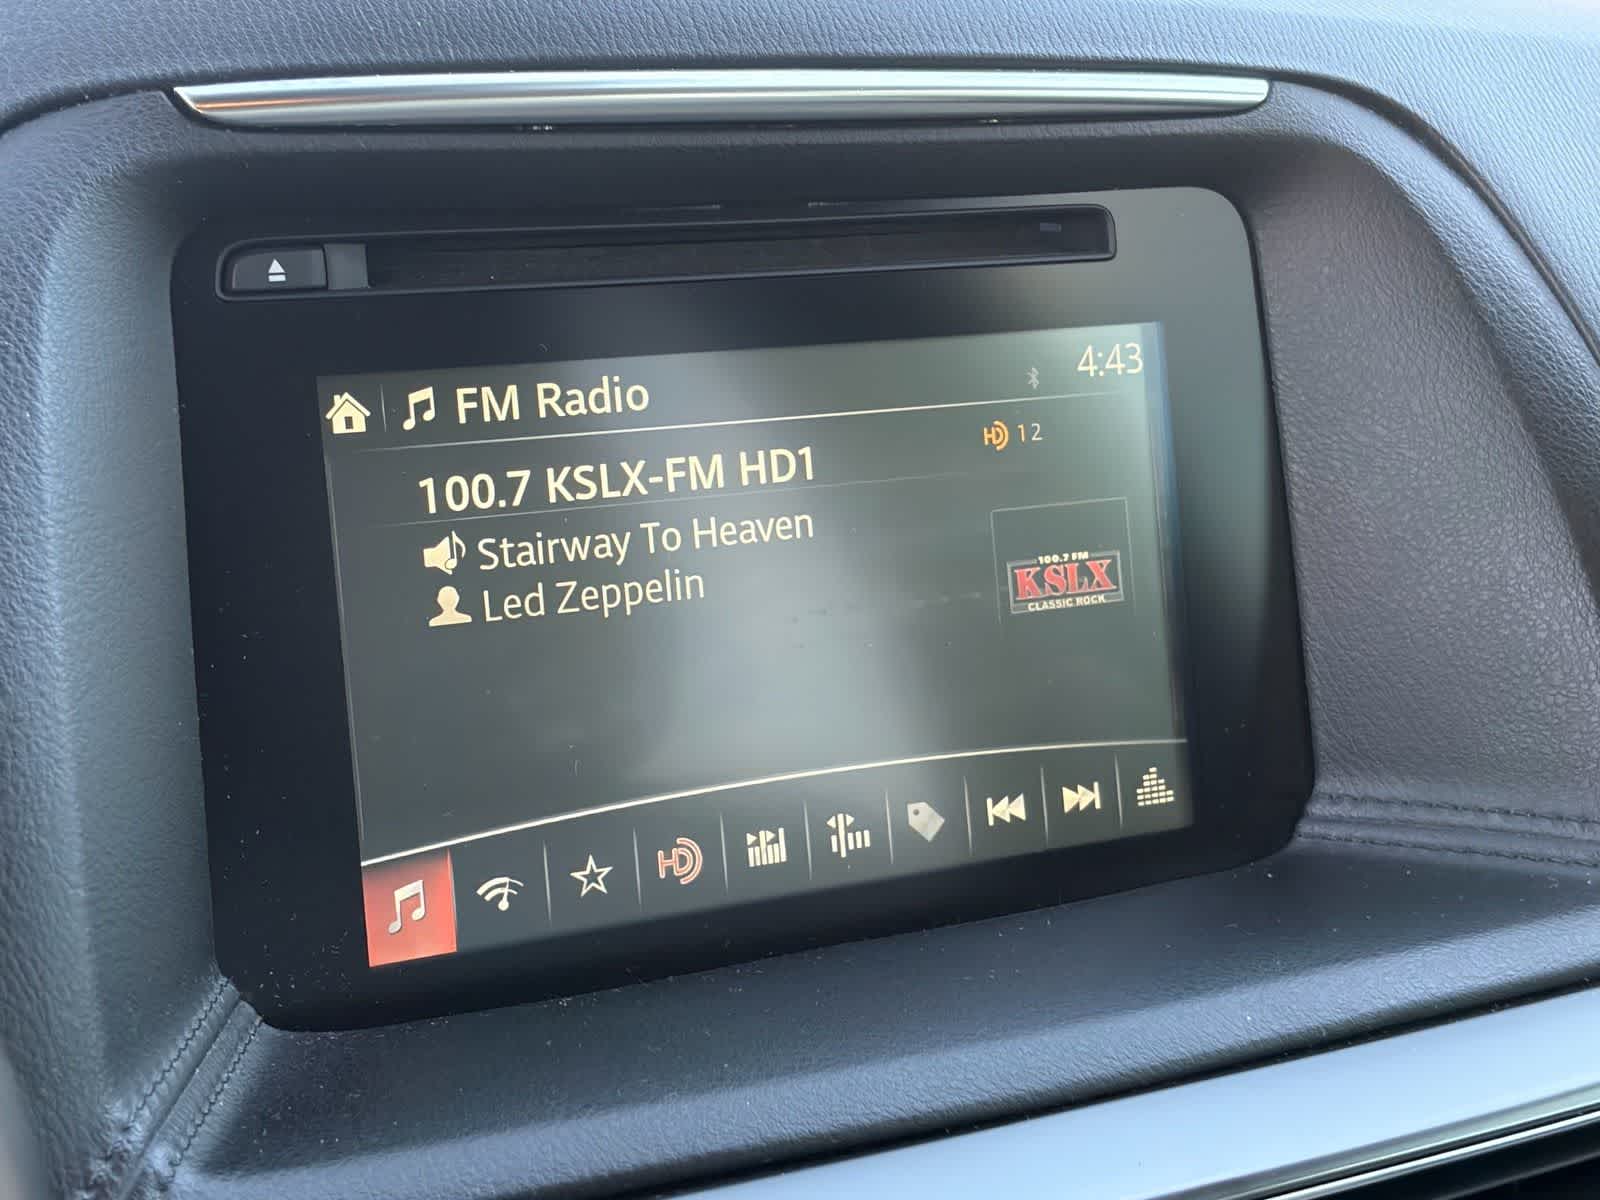 FM Radio
4:43
HD 12
100.7 KSLX-FM HD1
Stairway To Heaven
Led Zeppelin
100.7 FM
KSLX
CLASSIC ROCK
HD